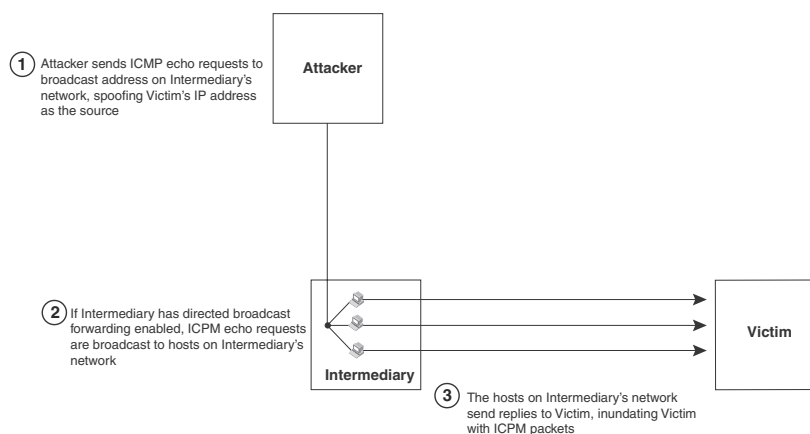 1
Attacker sends ICMP echo requests to
broadcast address on Intermediary's
network, spoofing Victim's IP address
as the source
Attacker
2
If Intermediary has directed broadcast
forwarding enabled, ICPM echo requests
are broadcast to hosts on Intermediary's
network
Intermediary
Victim
3
The hosts on Intermediary's network
send replies to Victim, inundating Victim
with ICPM packets